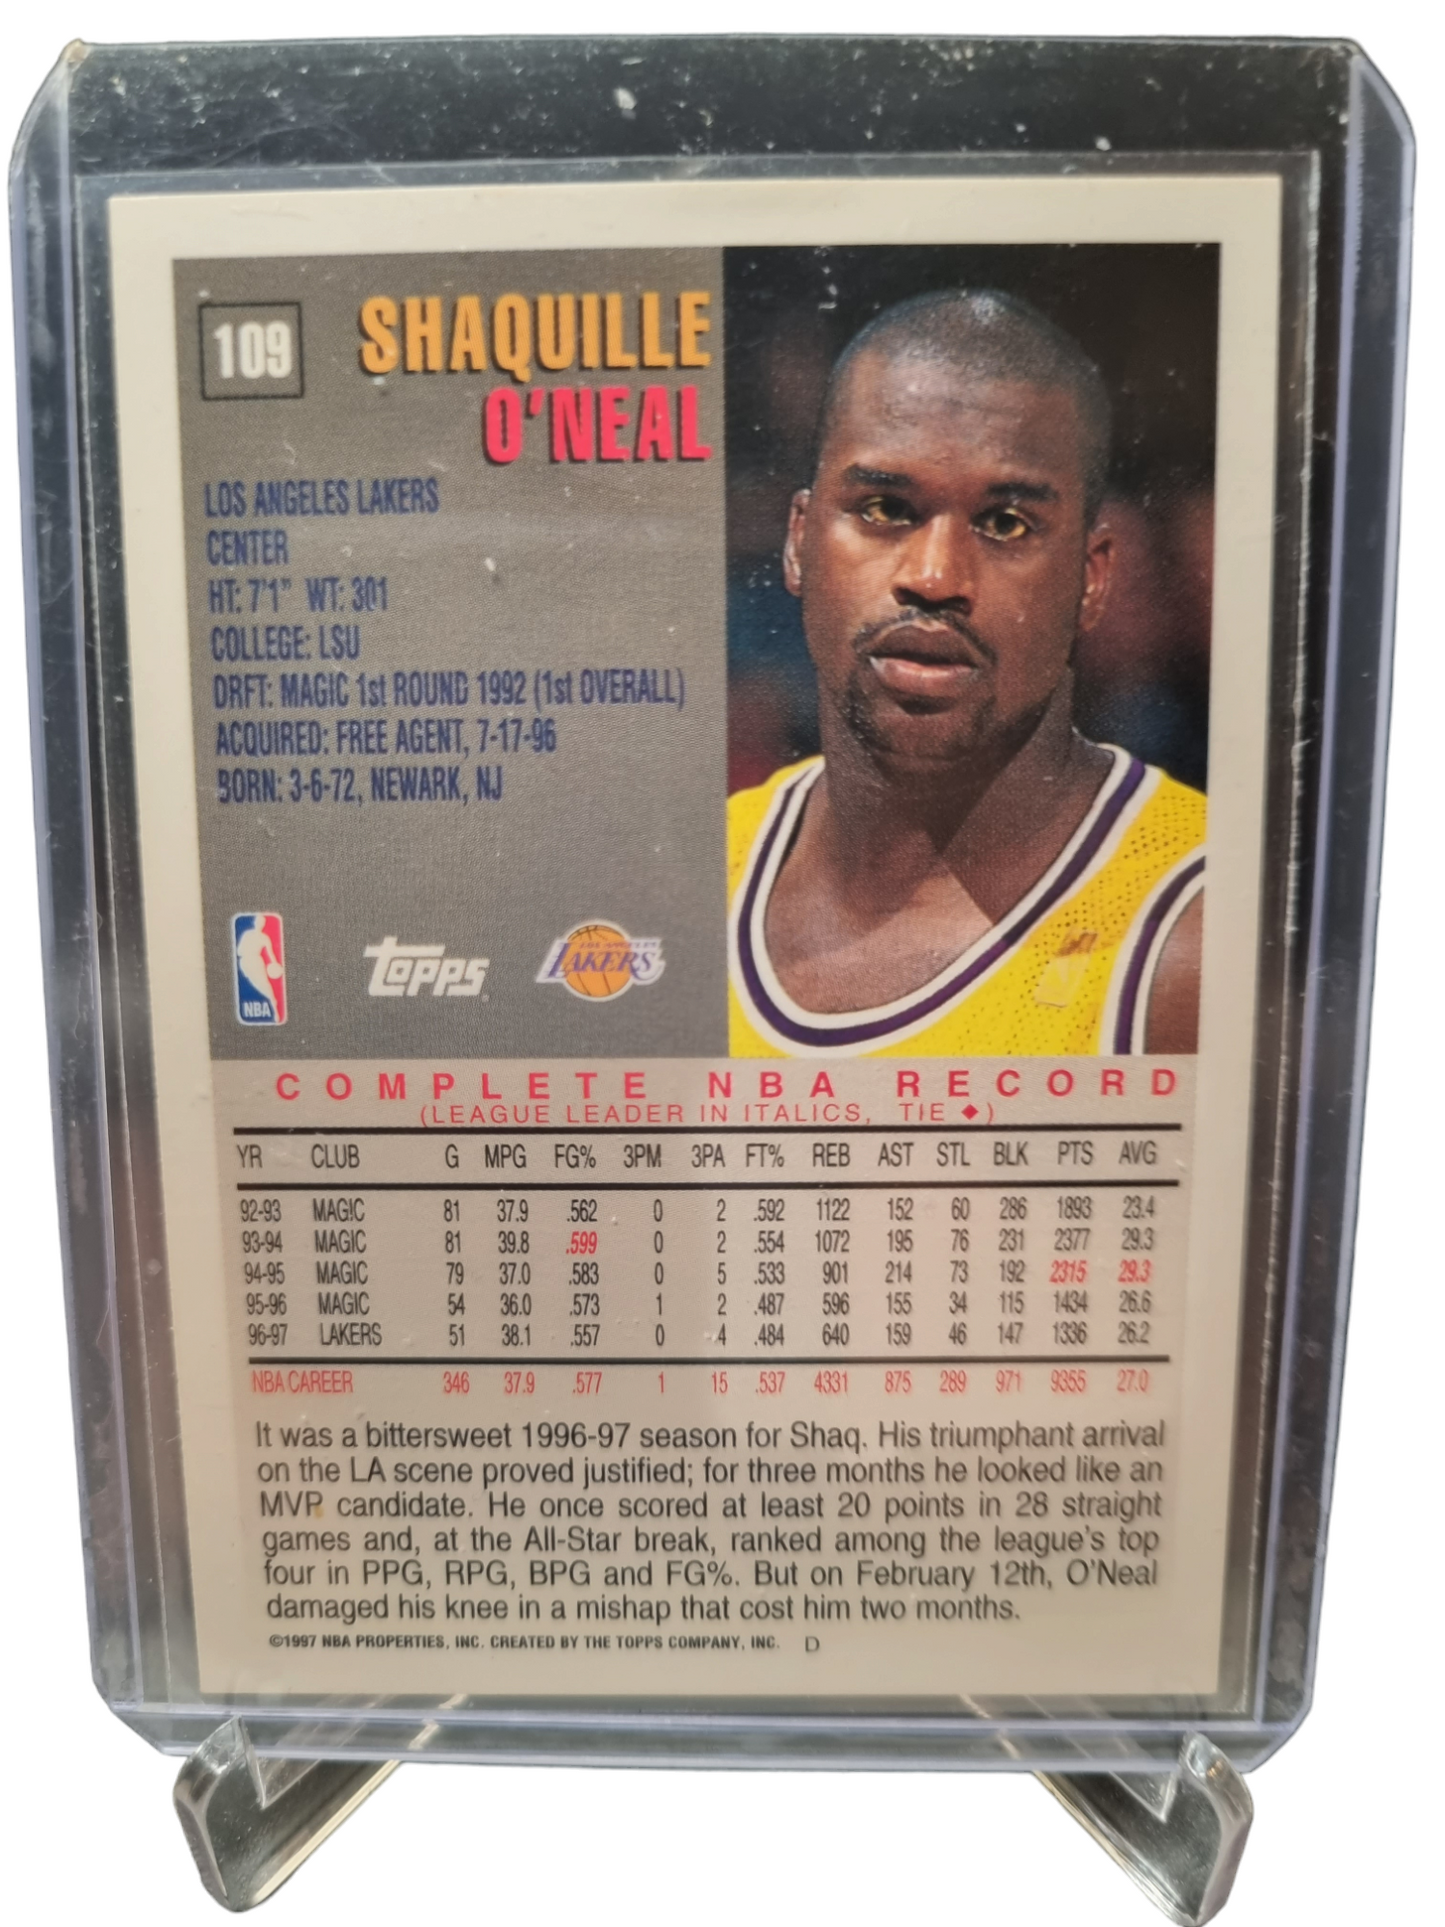 109
SHAQUILLE
O'NEAL
LOS ANGELES LAKERS
CENTER
HT: 7'1" WT: 301
COLLEGE: LSU
DRFT: MAGIC 1st ROUND 1992 (1st OVERALL)
ACQUIRED: FREE AGENT, 7-17-96
BORN: 3-6-72, NEWARK, NJ
NBA
TOPPS
LOS ANGELES
LAKERS
COMPLETE NBA RECORD
(LEAGUE LEADER IN ITALICS, TIE ◆)
YR CLUB G MPG FG% 3PM 3PA FT% REB AST STL BLK PTS AVG
92-93 MAGIC 81 37.9 .562 0 2 .592 1122 152 60 286 1893 23.4
93-94 MAGIC 81 39.8 .599 0 2 .554 1072 195 76 231 2377 29.3
94-95 MAGIC 79 37.0 .583 0 5 .533 901 214 73 192 2315 29.3
95-96 MAGIC 54 36.0 .573 1 2 .487 596 155 34 115 1434 26.6
96-97 LAKERS 51 38.1 .557 0 4 .484 640 159 46 147 1336 26.2
NBA CAREER 346 37.9 .577 1 15 .537 4331 875 289 971 9355 27.0
It was a bittersweet 1996-97 season for Shaq. His triumphant arrival
on the LA scene proved justified; for three months he looked like an
MVP candidate. He once scored at least 20 points in 28 straight
games and, at the All-Star break, ranked among the league's top
four in PPG, RPG, BPG and FG%. But on February 12th, O'Neal
damaged his knee in a mishap that cost him two months.
©1997 NBA PROPERTIES, INC. CREATED BY THE TOPPS COMPANY, INC. D